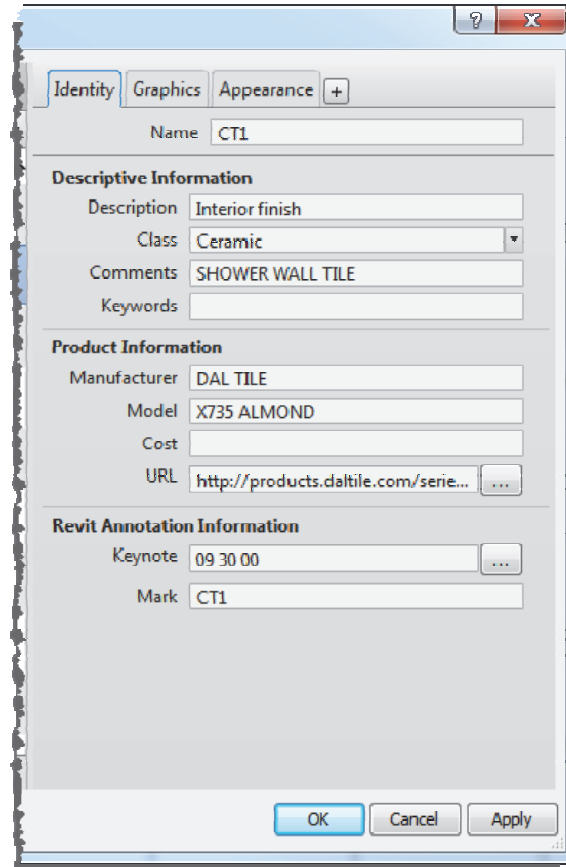 ?
Identity Graphics Appearance +
Name CT1
Descriptive Information
Description Interior finish
Class Ceramic
Comments SHOWER WALL TILE
Keywords
Product Information
Manufacturer DAL TILE
Model X735 ALMOND
Cost
URL http://products.daltile.com/serie... ...
Revit Annotation Information
Keynote 09 30 00 ...
Mark CT1
OK Cancel Apply